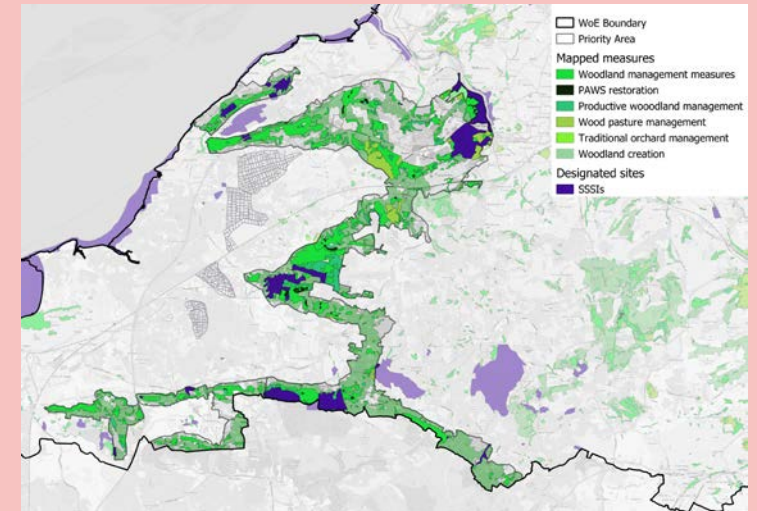 WoE Boundary
Priority Area
Mapped measures
Woodland management measures
PAWS restoration
Productive wooodland management
Wood pasture management
Traditional orchard management
Woodland creation
Designated sites
SSSIs